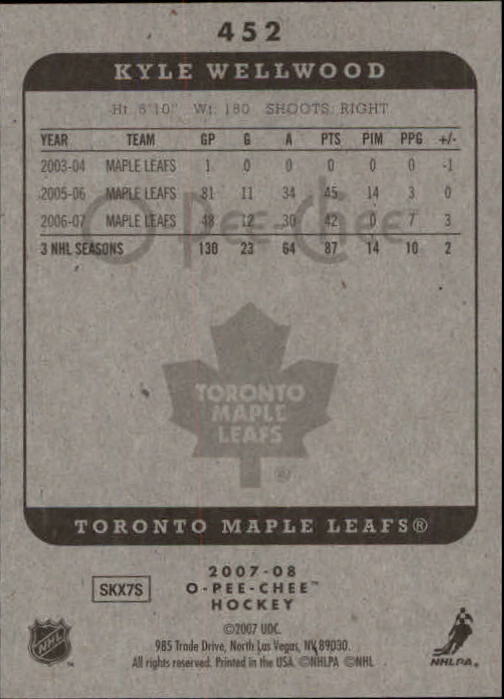 452
KYLE WELLWOOD
Ht: 5'10" Wt: 180 SHOOTS: RIGHT
YEAR TEAM GP G A PTS PIM PPG +/-
2003-04 MAPLE LEAFS 1 0 0 0 0 0 -1
2005-06 MAPLE LEAFS 81 11 34 45 14 3 0
2006-07 MAPLE LEAFS 48 12 30 42 0 7 3
3 NHL SEASONS 130 23 64 87 14 10 2
O-Pee-Chee
TORONTO
MAPLE
LEAFS
®
TORONTO MAPLE LEAFS®
2007-08
SKX7S O-PEE-CHEE™
HOCKEY
©2007 UDC.
985 Trade Drive, North Las Vegas, NV 89030.
All rights reserved. Printed in the USA. ©NHLPA ©NHL
NHL™
NHLPA